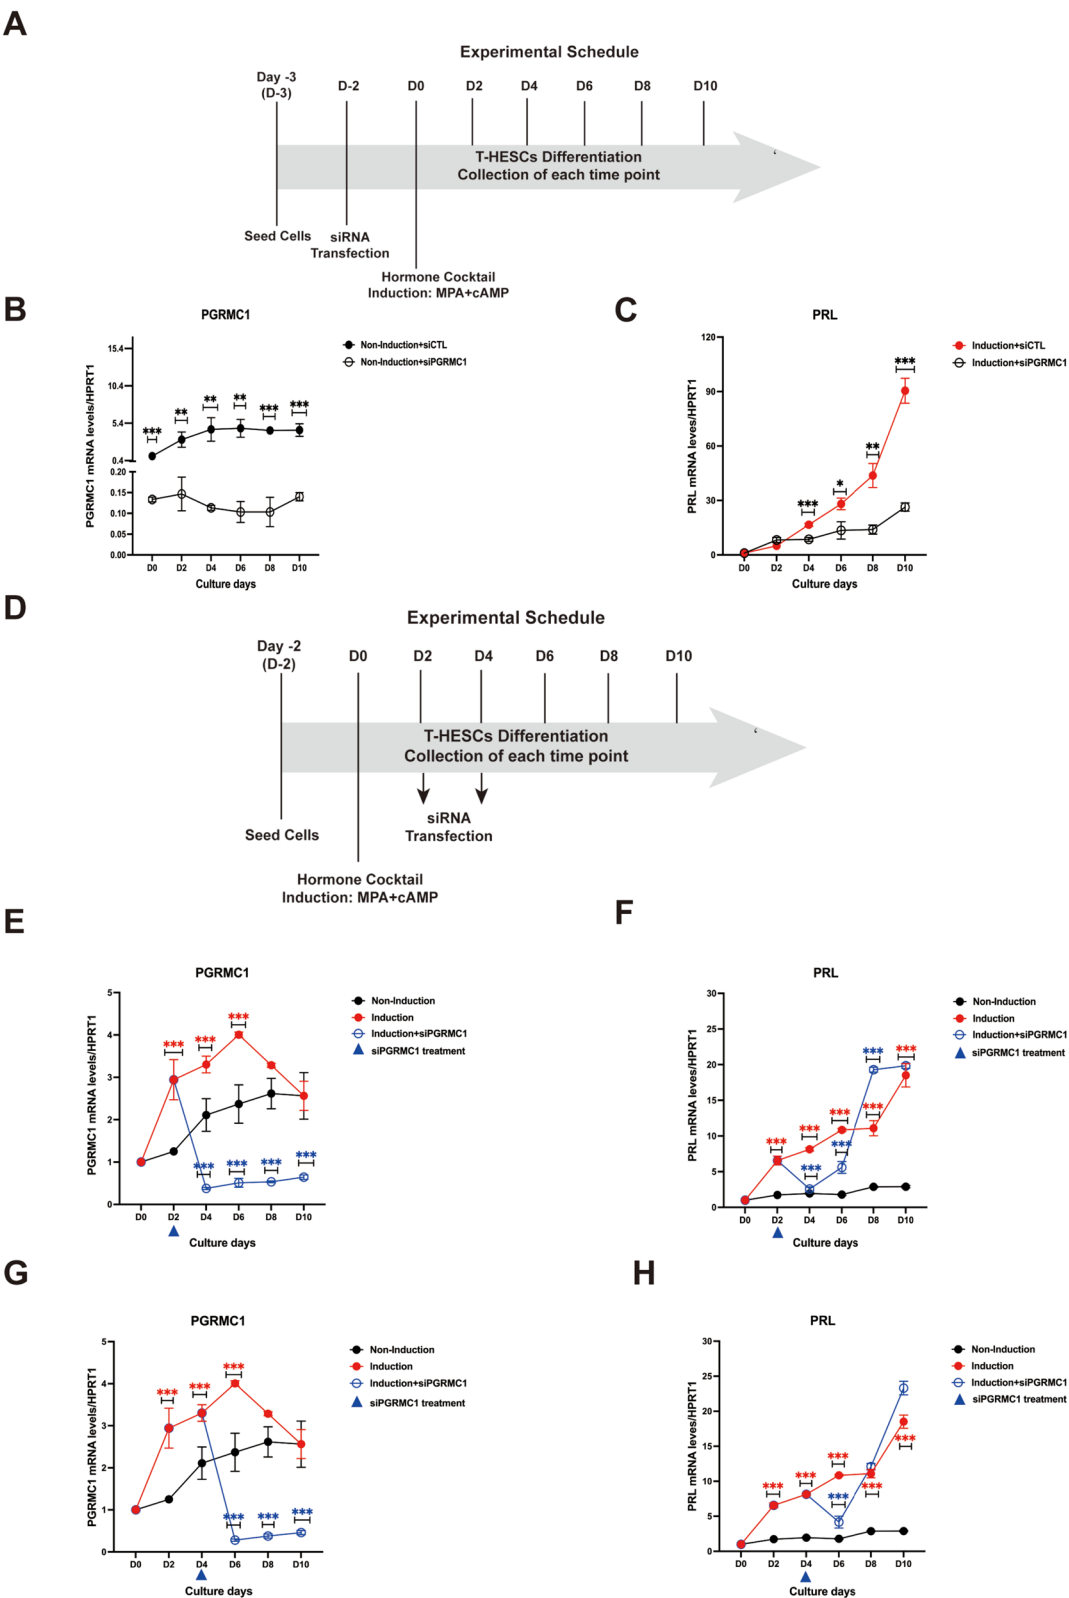 A
Experimental Schedule
Day -3
(D-3)
D-2
D0
D2
D4
D6
D8
D10
T-HESCs Differentiation
Collection of each time point
Seed Cells
siRNA
Transfection
Hormone Cocktail
Induction: MPA+cAMP
B
PGRMC1
PGRMC1 mRNA levels/HPRT1
15.4
10.4
5.4
0.4
0.20
0.15
0.10
0.05
0.00
***
**
**
**
***
***
D0
D2
D4
D6
D8
D10
Culture days
Non-Induction+siCTL
Non-Induction+siPGRMC1
C
PRL
PRL mRNA leves/HPRT1
120
90
60
30
0
***
*
**
***
D0
D2
D4
D6
D8
D10
Culture days
Induction+siCTL
Induction+siPGRMC1
D
Experimental Schedule
Day -2
(D-2)
D0
D2
D4
D6
D8
D10
T-HESCs Differentiation
Collection of each time point
siRNA
Transfection
Seed Cells
Hormone Cocktail
Induction: MPA+cAMP
E
PGRMC1
PGRMC1 mRNA levels/HPRT1
5
4
3
2
1
0
***
***
***
***
***
***
***
D0
D2
D4
D6
D8
D10
Culture days
Non-Induction
Induction
Induction+siPGRMC1
siPGRMC1 treatment
F
PRL
PRL mRNA leves/HPRT1
30
25
20
15
10
5
0
***
***
***
***
***
***
***
***
D0
D2
D4
D6
D8
D10
Culture days
Non-Induction
Induction
Induction+siPGRMC1
siPGRMC1 treatment
G
PGRMC1
PGRMC1 mRNA levels/HPRT1
5
4
3
2
1
0
***
***
***
***
***
***
D0
D2
D4
D6
D8
D10
Culture days
Non-Induction
Induction
Induction+siPGRMC1
siPGRMC1 treatment
H
PRL
PRL mRNA leves/HPRT1
30
25
20
15
10
5
0
***
***
***
***
***
***
D0
D2
D4
D6
D8
D10
Culture days
Non-Induction
Induction
Induction+siPGRMC1
siPGRMC1 treatment